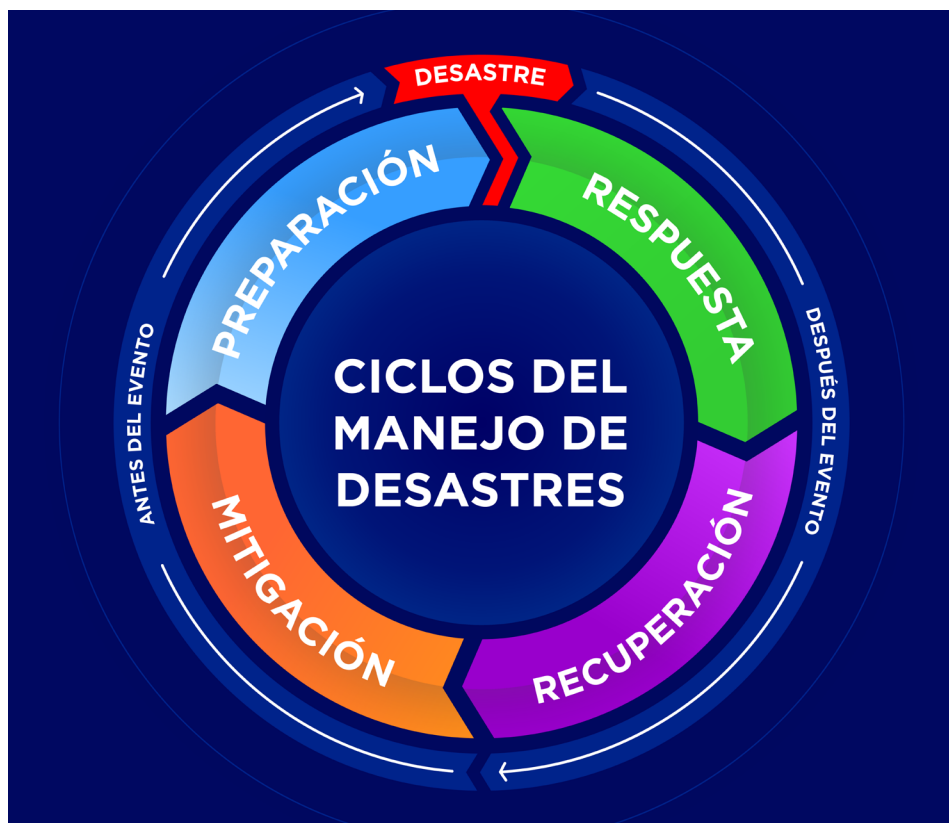 DESASTRE
PREPARACIÓN
RESPUESTA
ANTES DEL EVENTO
DESPUÉS DEL EVENTO
CICLOS DEL
MANEJO DE
DESASTRES
MITIGACIÓN
RECUPERACIÓN